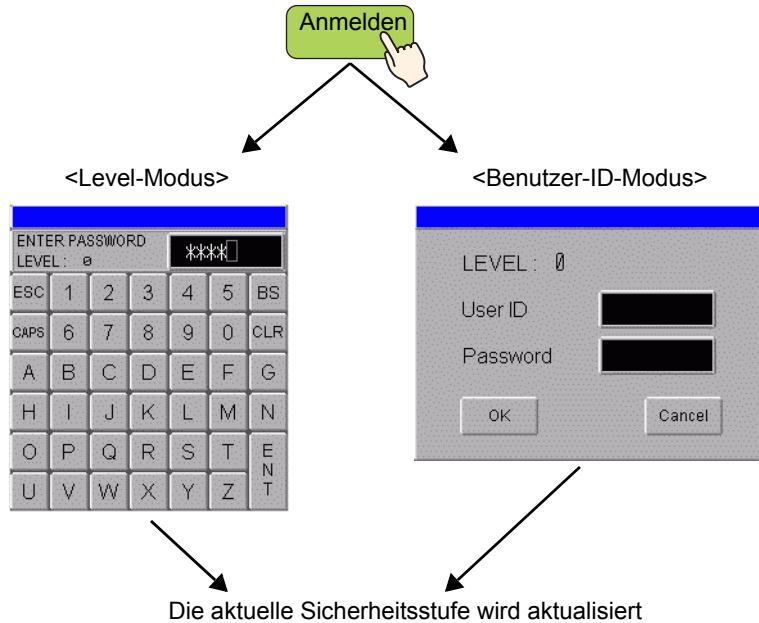 Anmelden
<Level-Modus>
<Benutzer-ID-Modus>
ENTER PASSWORD
LEVEL : 0
****
ESC 1 2 3 4 5 BS
CAPS 6 7 8 9 0 CLR
A B C D E F G
H I J K L M N
O P Q R S T ENT
U V W X Y Z
LEVEL : 0
User ID
Password
OK Cancel
Die aktuelle Sicherheitsstufe wird aktualisiert